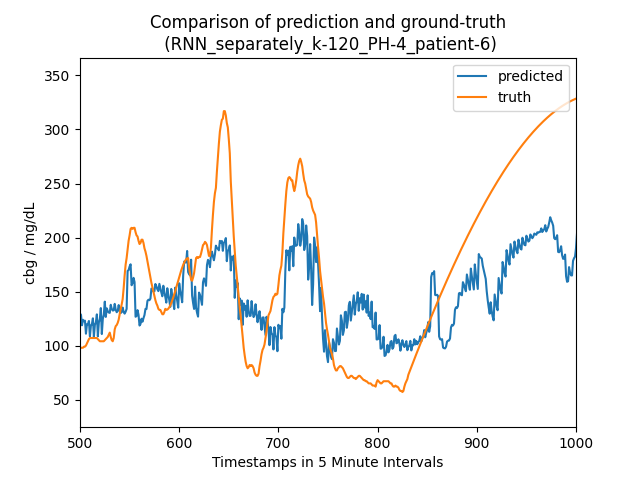 Comparison of prediction and ground-truth
(RNN_separately_k-120_PH-4_patient-6)
predicted
truth
cbg / mg/dL
350
300
250
200
150
100
50
500
600
700
800
900
1000
Timestamps in 5 Minute Intervals